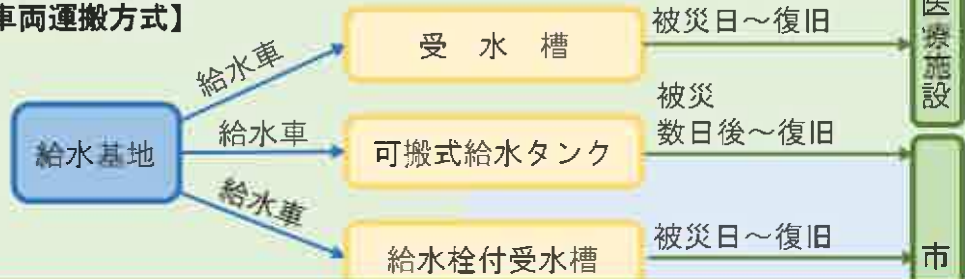 車両運搬方式】
給水基地
給水車
給水車
給水車
受 水 槽
可搬式給水タンク
給水栓付受水槽
被災日～復旧
被災
数日後～復旧
被災日～復旧
医療施設
市